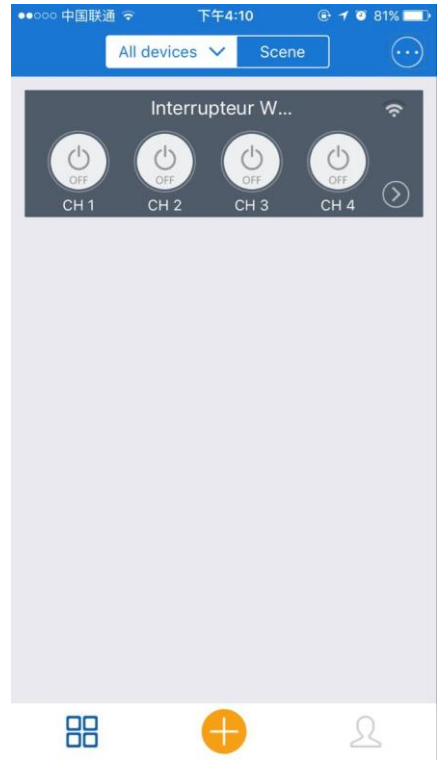 中国联通 下午4:10 81%
All devices Scene
Interrupteur W...
OFF OFF OFF OFF
CH 1 CH 2 CH 3 CH 4